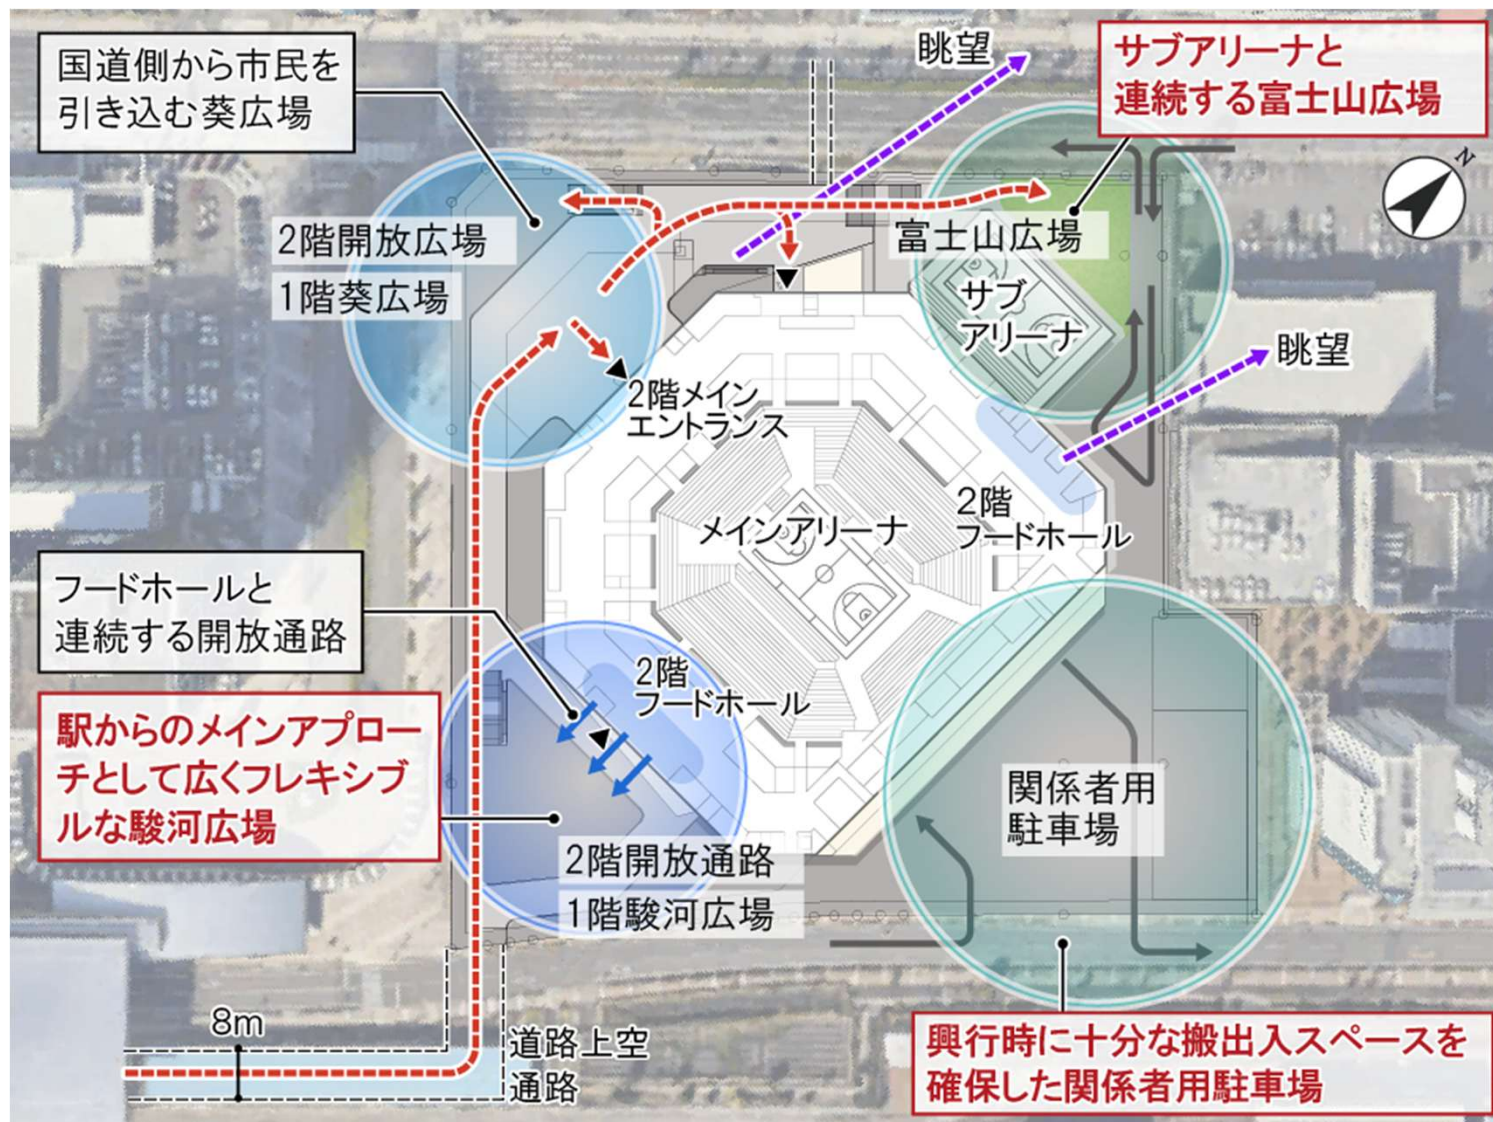 国道側から市民を
引き込む葵広場
眺望
サブアリーナと
連続する富士山広場
N
2階開放広場
1階葵広場
富士山広場
サブ
アリーナ
眺望
2階メイン
エントランス
メインアリーナ
2階
フードホール
フードホールと
連続する開放通路
2階
フードホール
駅からのメインアプロー
チとして広くフレキシブ
ルな駿河広場
関係者用
駐車場
2階開放通路
1階駿河広場
8m
道路上空
通路
興行時に十分な搬出入スペースを
確保した関係者用駐車場